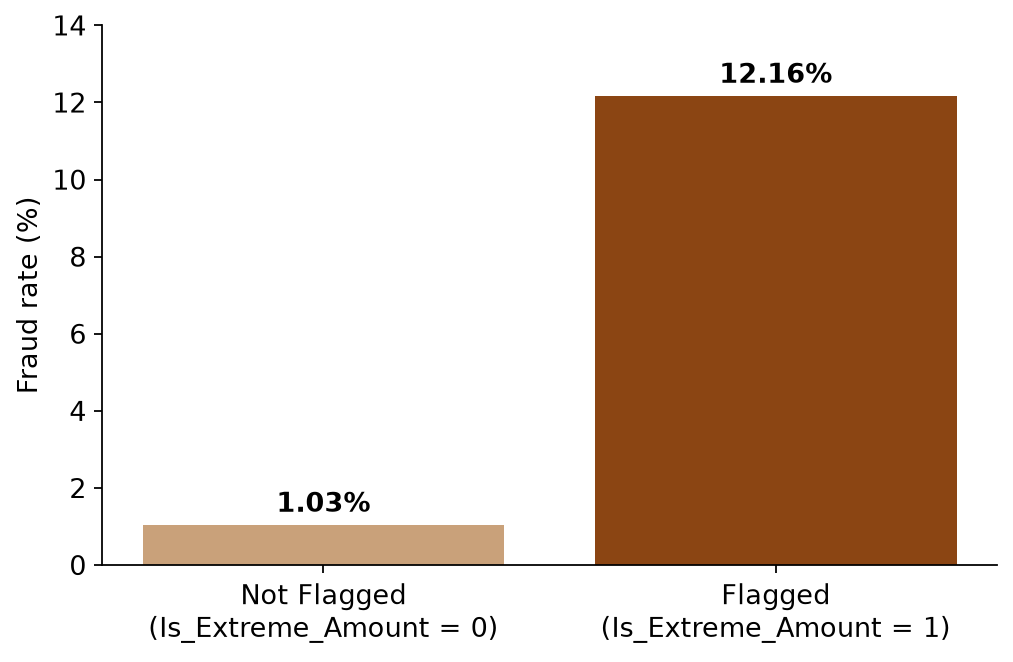 14
12.16%
12
10
8
Fraud rate (%)
6
4
2
1.03%
0
Not Flagged
(Is_Extreme_Amount = 0)
Flagged
(Is_Extreme_Amount = 1)